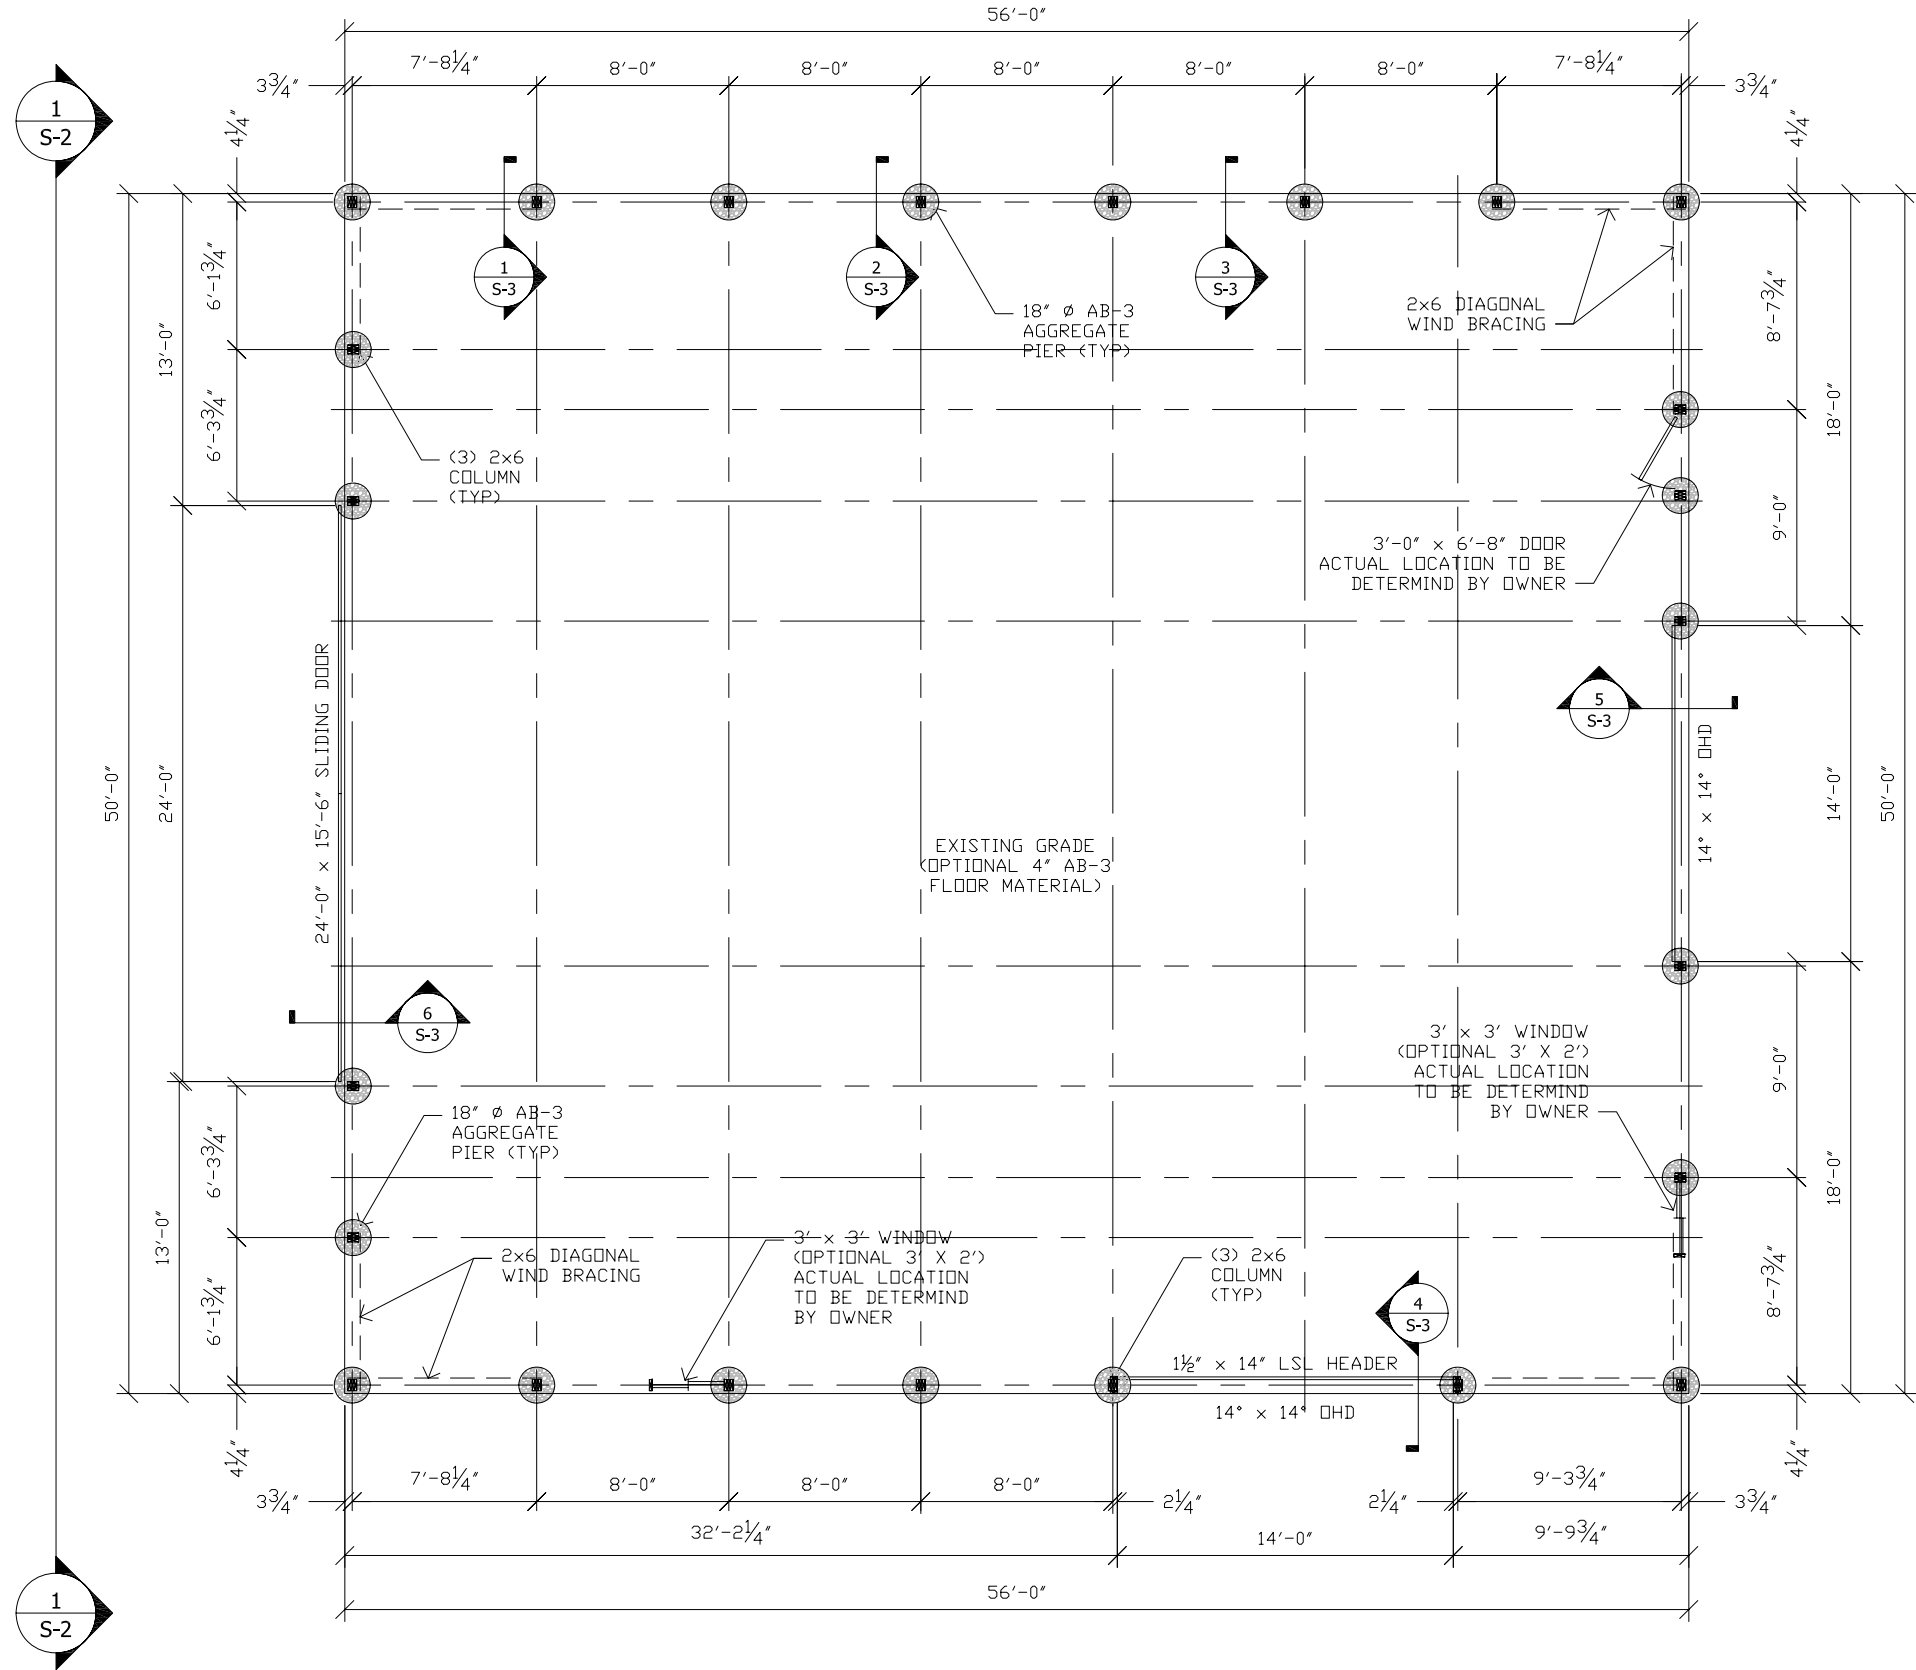 56'-0"
7'-8¼"
8'-0"
8'-0"
8'-0"
8'-0"
8'-0"
7'-8¼"
3¾"
3¾"
1
S-2
4¼"
4¼"
1
S-3
2
S-3
3
S-3
6'-1¾"
13'-0"
6'-3¾"
18" Ø AB-3
AGGREGATE
PIER (TYP)
2x6 DIAGONAL
WIND BRACING
8'-7¾"
18'-0"
9'-0"
(3) 2x6
COLUMN
(TYP)
3'-0" x 6'-8" DOOR
ACTUAL LOCATION TO BE
DETERMIND BY OWNER
50'-0"
24'-0"
24'-0" x 15'-6" SLIDING DOOR
5
S-3
14° x 14° OHD
14'-0"
50'-0"
EXISTING GRADE
(OPTIONAL 4" AB-3
FLOOR MATERIAL)
6
S-3
3' x 3' WINDOW
(OPTIONAL 3' X 2')
ACTUAL LOCATION
TO BE DETERMIND
BY OWNER
9'-0"
18'-0"
8'-7¾"
18" Ø AB-3
AGGREGATE
PIER (TYP)
6'-3¾"
13'-0"
6'-1¾"
2x6 DIAGONAL
WIND BRACING
3' x 3' WINDOW
(OPTIONAL 3' X 2')
ACTUAL LOCATION
TO BE DETERMIND
BY OWNER
(3) 2x6
COLUMN
(TYP)
4
S-3
1½" x 14" LSL HEADER
14° x 14° OHD
4¼"
4¼"
3¾"
7'-8¼"
8'-0"
8'-0"
8'-0"
2¼"
2¼"
9'-3¾"
3¾"
32'-2¼"
14'-0"
9'-9¾"
56'-0"
1
S-2